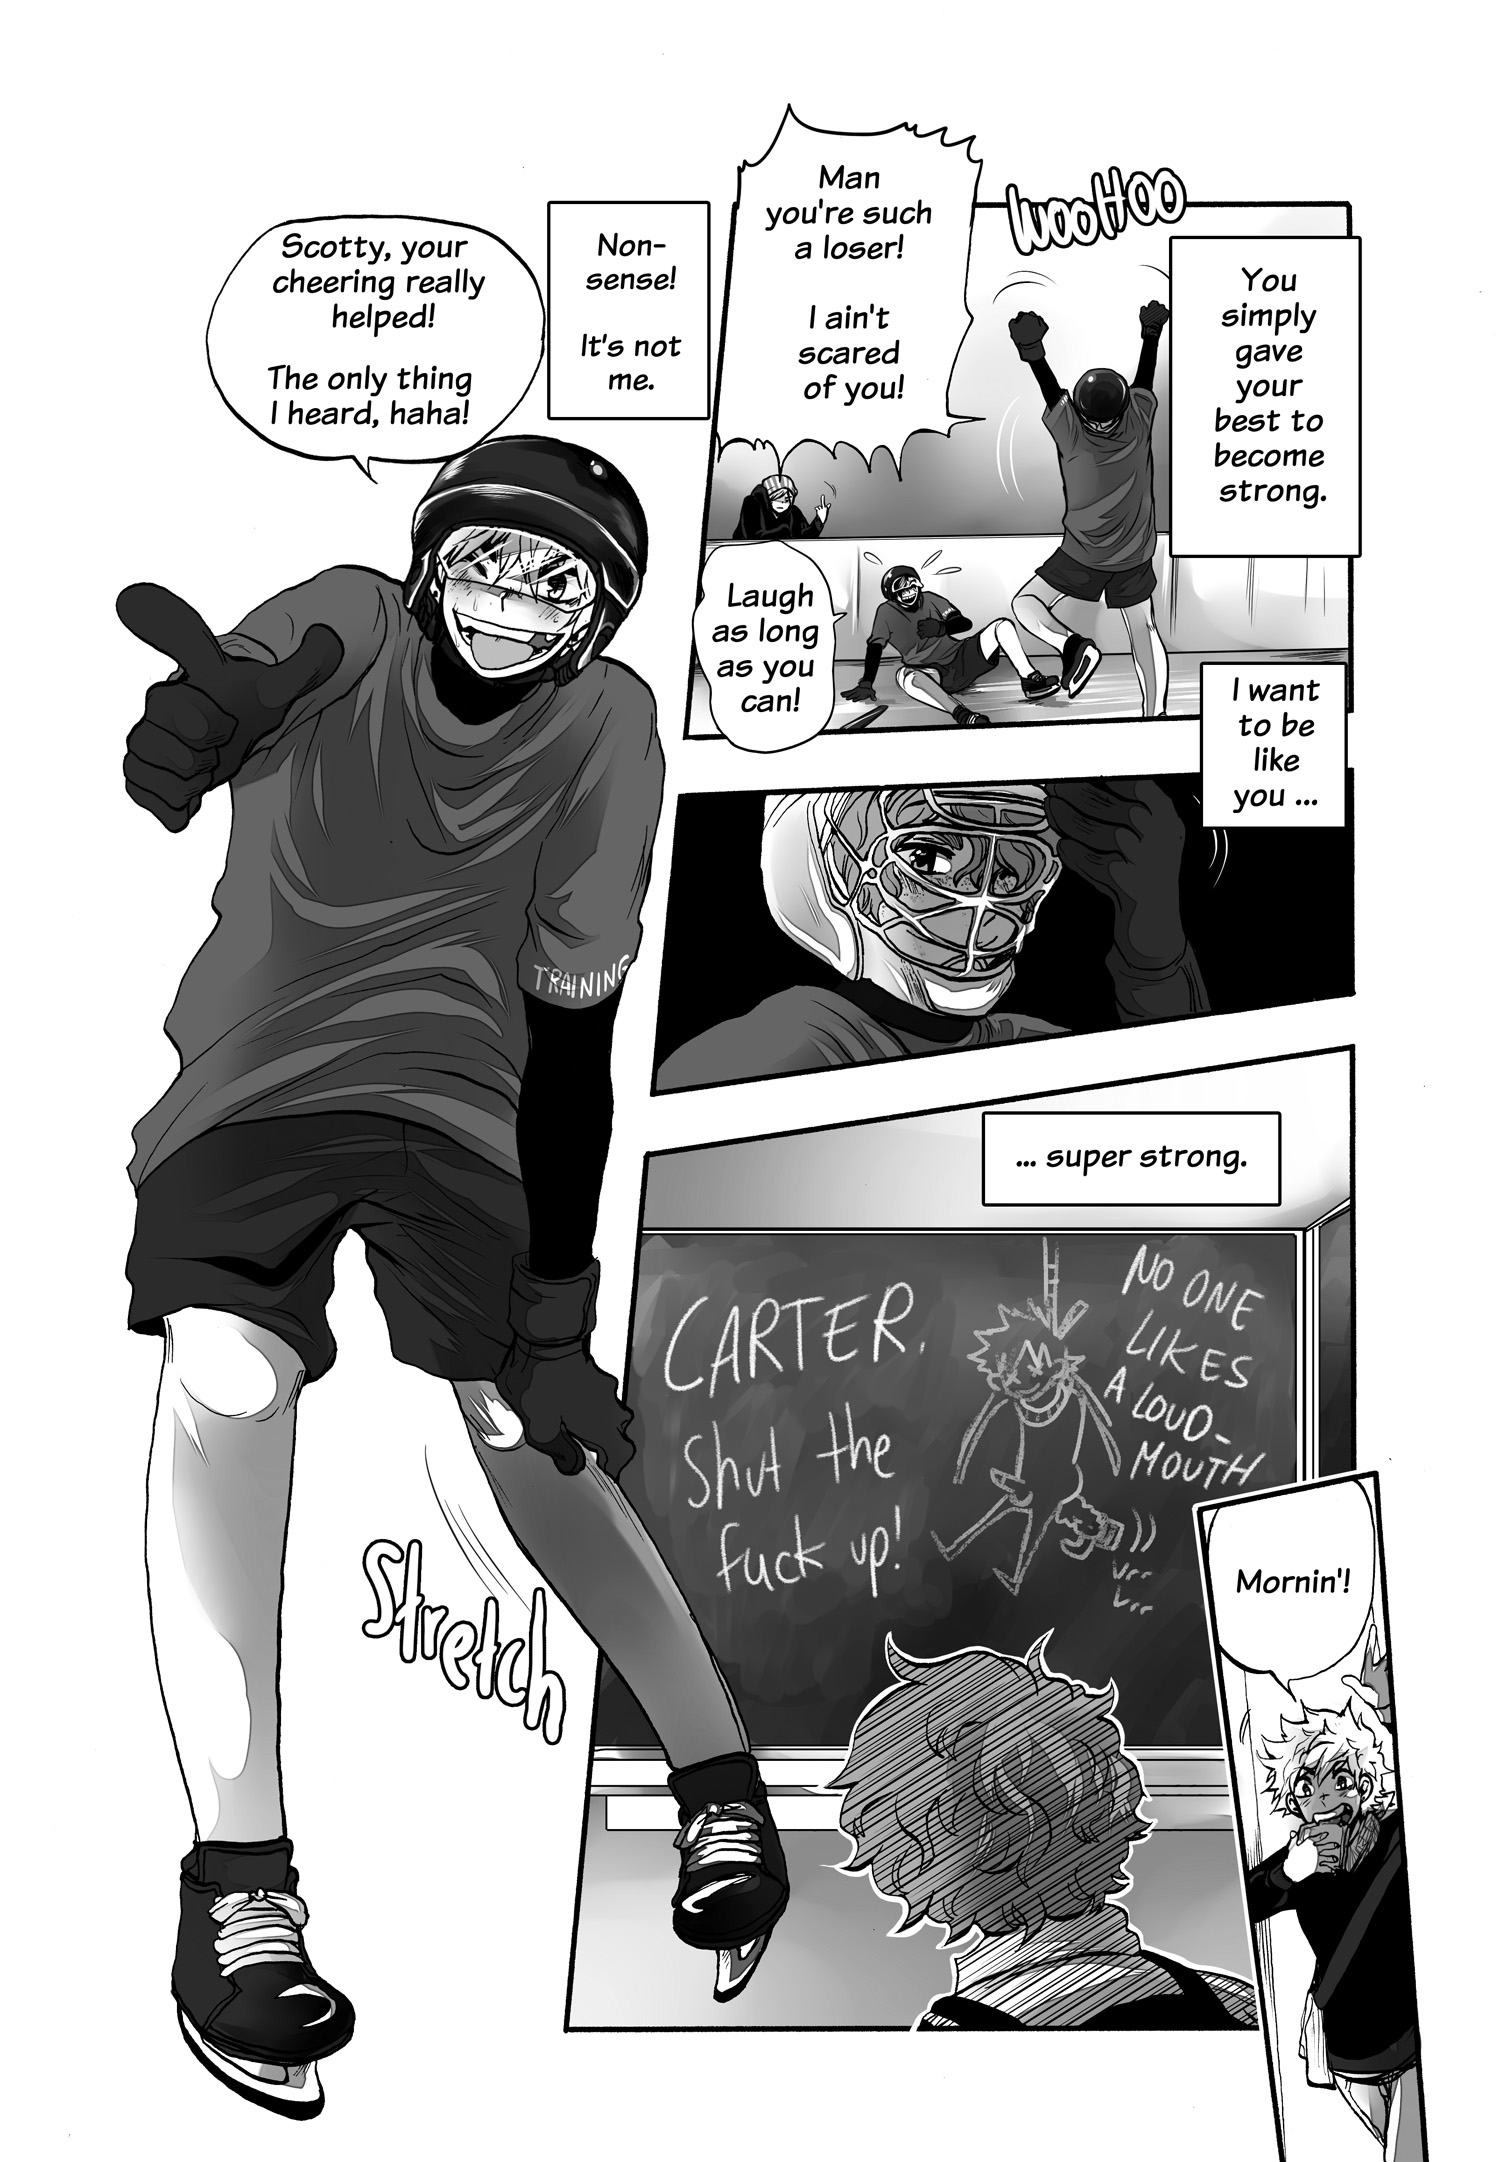 Scotty, your
cheering really
helped!
The only thing
I heard, haha!
Non-
sense!
It's not
me.
Man
you're such
a loser!
I ain't
scared
of you!
WOOHOO
You
simply
gave
your
best to
become
strong.
Laugh
as long
as you
can!
I want
to be
like
you ...
TRAINING
Stretch
... super strong.
CARTER,
Shut the
fuck up!
NO ONE
LIKES
A LOUD-
MOUTH
Vrr
Vrr
Mornin'!